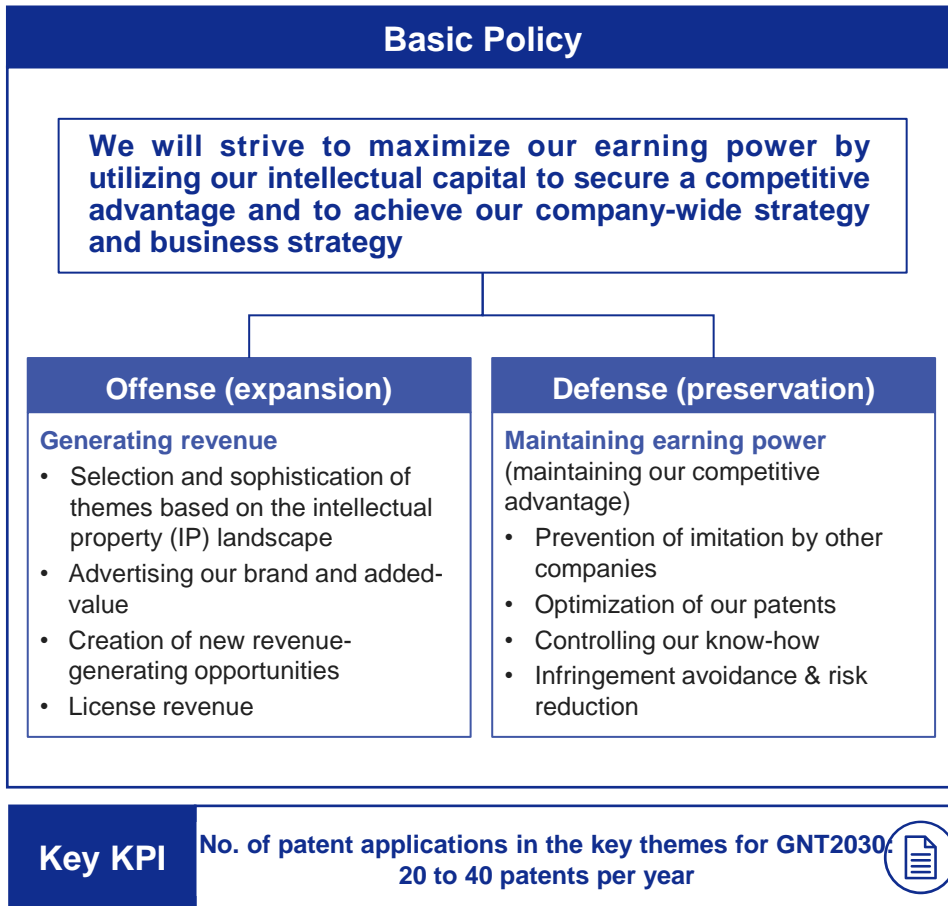 Basic Policy
We will strive to maximize our earning power by
utilizing our intellectual capital to secure a competitive
advantage and to achieve our company-wide strategy
and business strategy
Offense (expansion)
Generating revenue
• Selection and sophistication of
themes based on the intellectual
property (IP) landscape
• Advertising our brand and added-
value
• Creation of new revenue-
generating opportunities
• License revenue
Defense (preservation)
Maintaining earning power
(maintaining our competitive
advantage)
• Prevention of imitation by other
companies
• Optimization of our patents
• Controlling our know-how
• Infringement avoidance & risk
reduction
Key KPI
No. of patent applications in the key themes for GNT2030:
20 to 40 patents per year